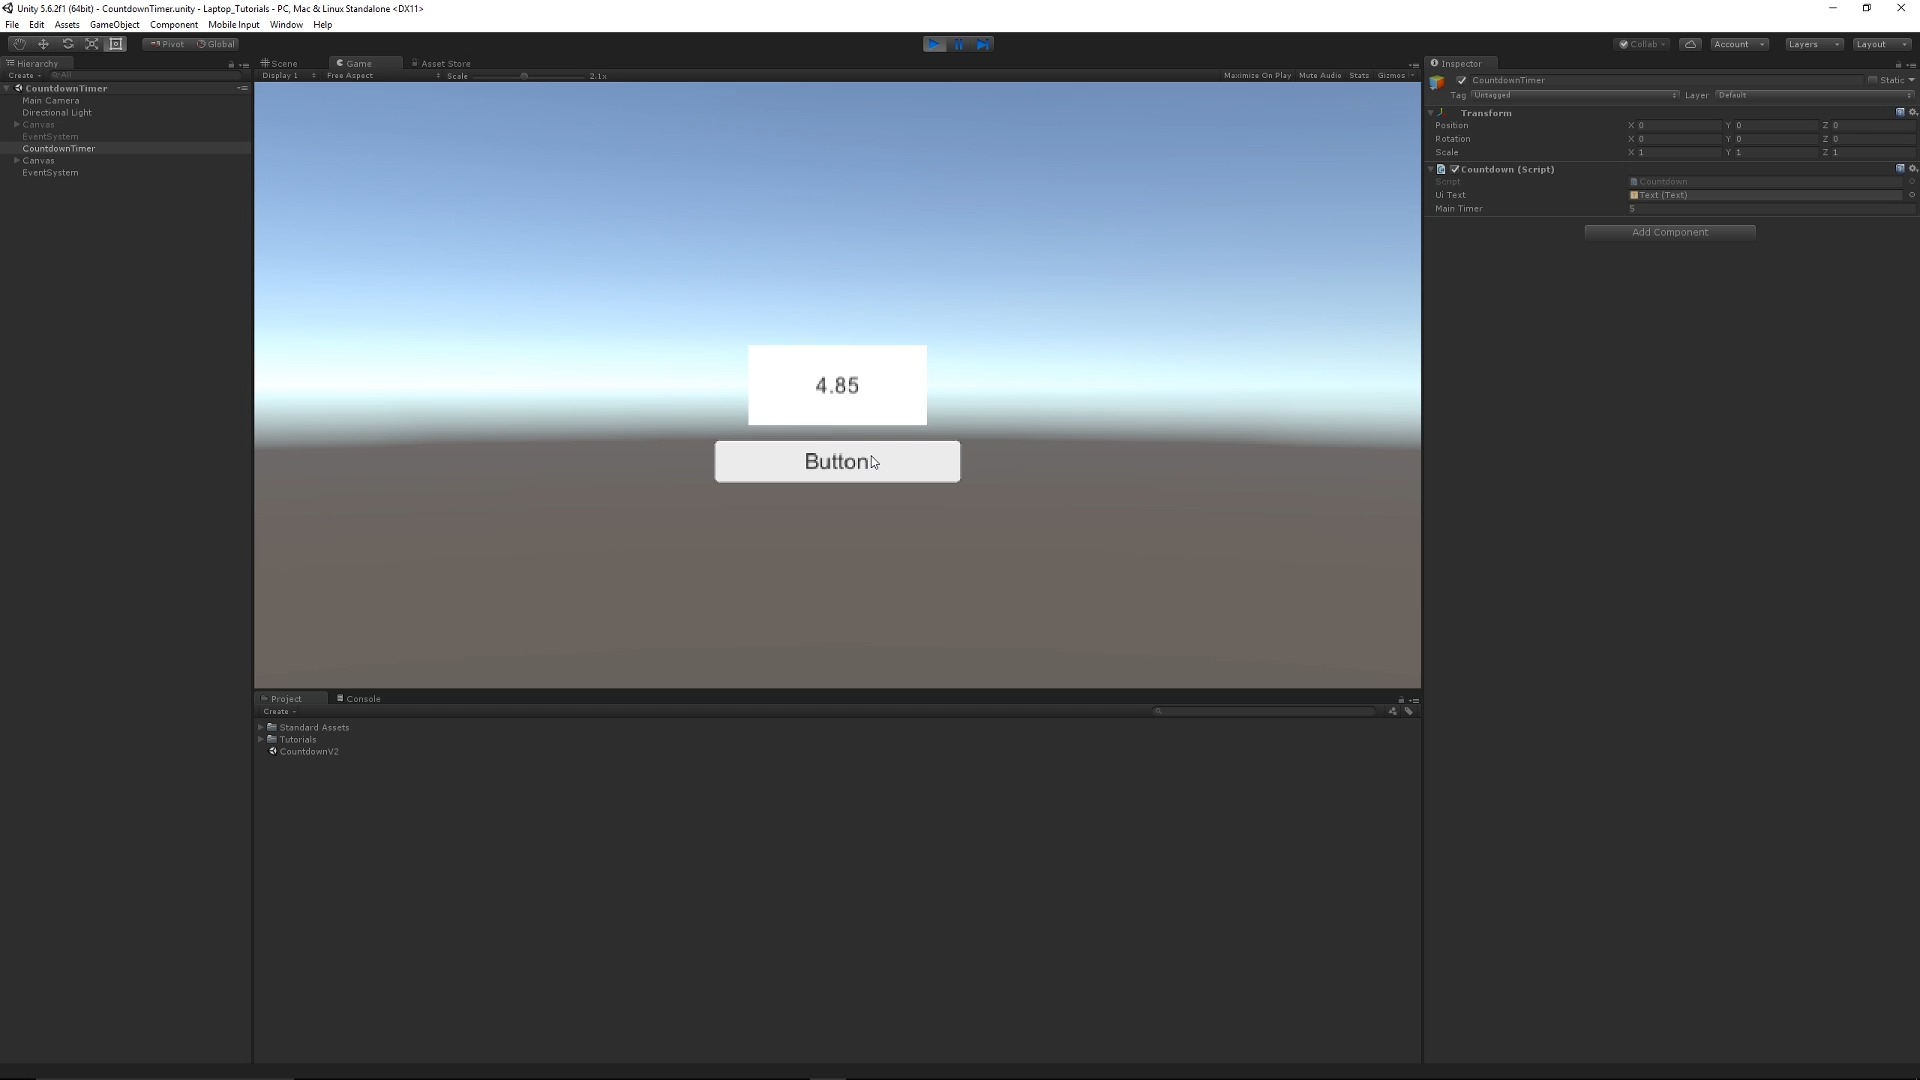 Unity 5.6.2f1 (64bit) - CountdownTimer.unity - Laptop_Tutorials - PC, Mac & Linux Standalone <DX11>
File Edit Assets GameObject Component Mobile Input Window Help
Pivot Global Collab Account Layers Layout
Hierarchy
Create All
CountdownTimer
Main Camera
Directional Light
Canvas
EventSystem
CountdownTimer
Canvas
EventSystem
Scene Game Asset Store
Display 1 Free Aspect Scale 2.1x Maximize On Play Mute Audio Stats Gizmos
4.85
Button
Project Console
Create
Standard Assets
Tutorials
CountdownV2
Inspector
CountdownTimer Static
Tag Untagged Layer Default
Transform
Position X 0 Y 0 Z 0
Rotation X 0 Y 0 Z 0
Scale X 1 Y 1 Z 1
Countdown (Script)
Script Countdown
Ui Text Text (Text)
Main Timer 5
Add Component